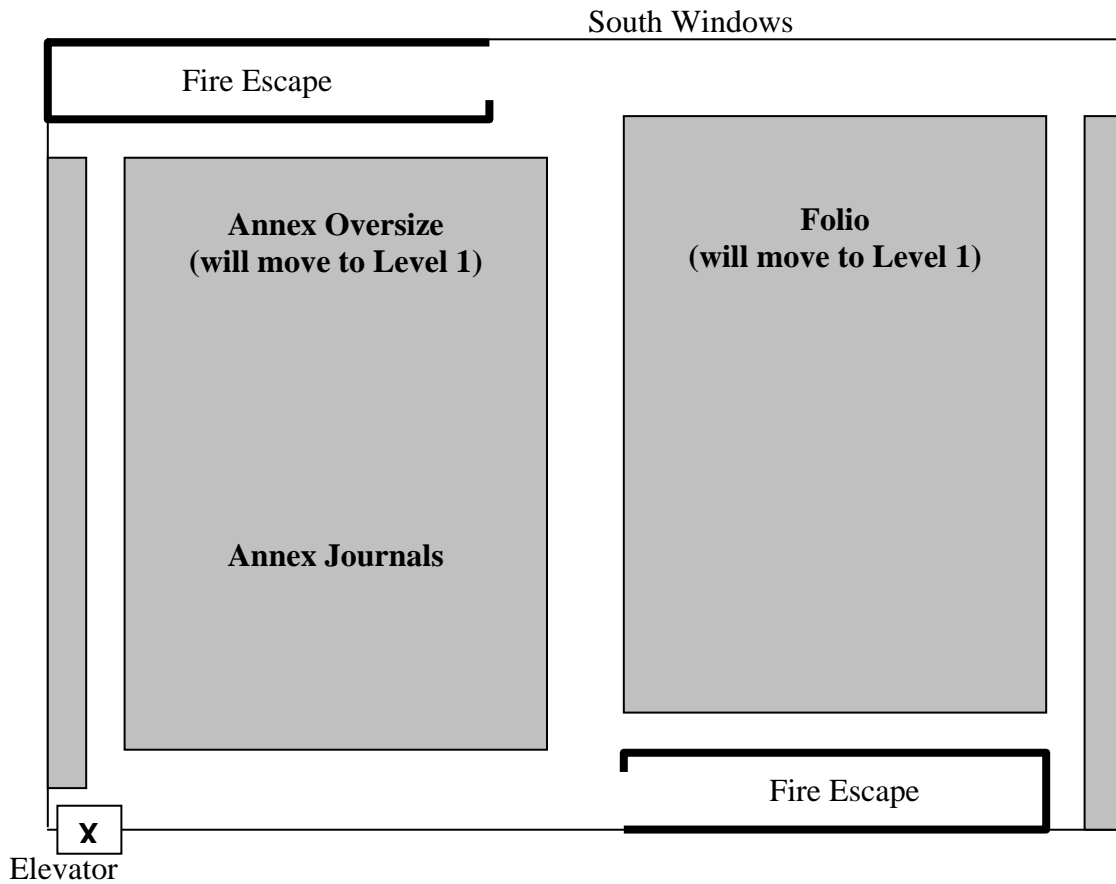 South Windows
Fire Escape
Annex Oversize
(will move to Level 1)
Folio
(will move to Level 1)
Annex Journals
Fire Escape
X
Elevator